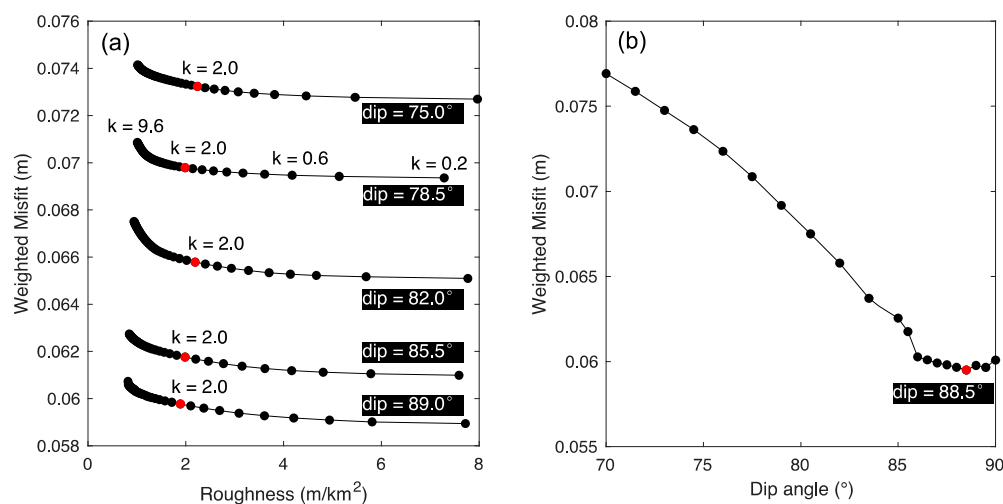 (a)
0.076
0.074
0.072
0.07
0.068
0.066
0.064
0.062
0.06
0.058
Weighted Misfit (m)
k = 2.0
dip = 75.0°
k = 9.6
k = 2.0
k = 0.6
k = 0.2
dip = 78.5°
k = 2.0
dip = 82.0°
k = 2.0
dip = 85.5°
k = 2.0
dip = 89.0°
0 2 4 6 8
Roughness (m/km²)
(b)
0.08
0.075
0.07
0.065
0.06
0.055
Weighted Misfit (m)
dip = 88.5°
70 75 80 85 90
Dip angle (°)